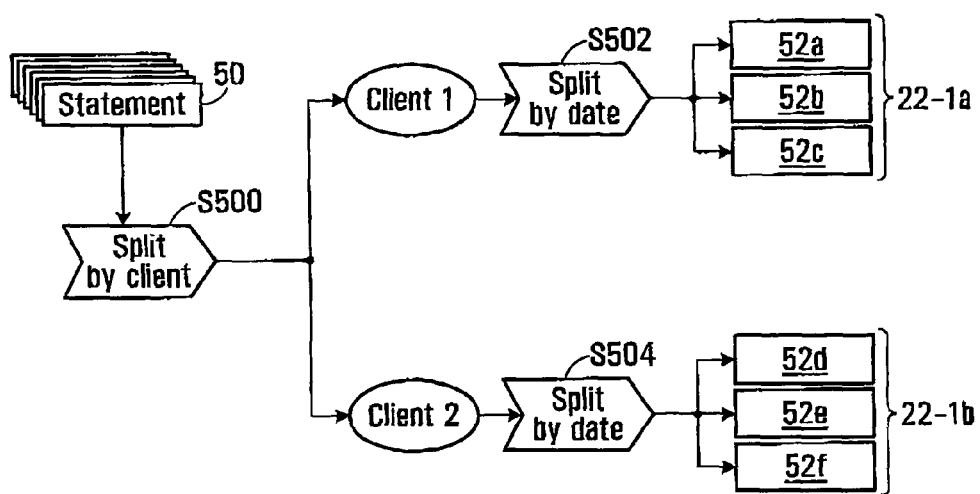 50
Statement
S500
Split
by client
Client 1
S502
Split
by date
52a
52b
52c
22-1a
Client 2
S504
Split
by date
52d
52e
52f
22-1b